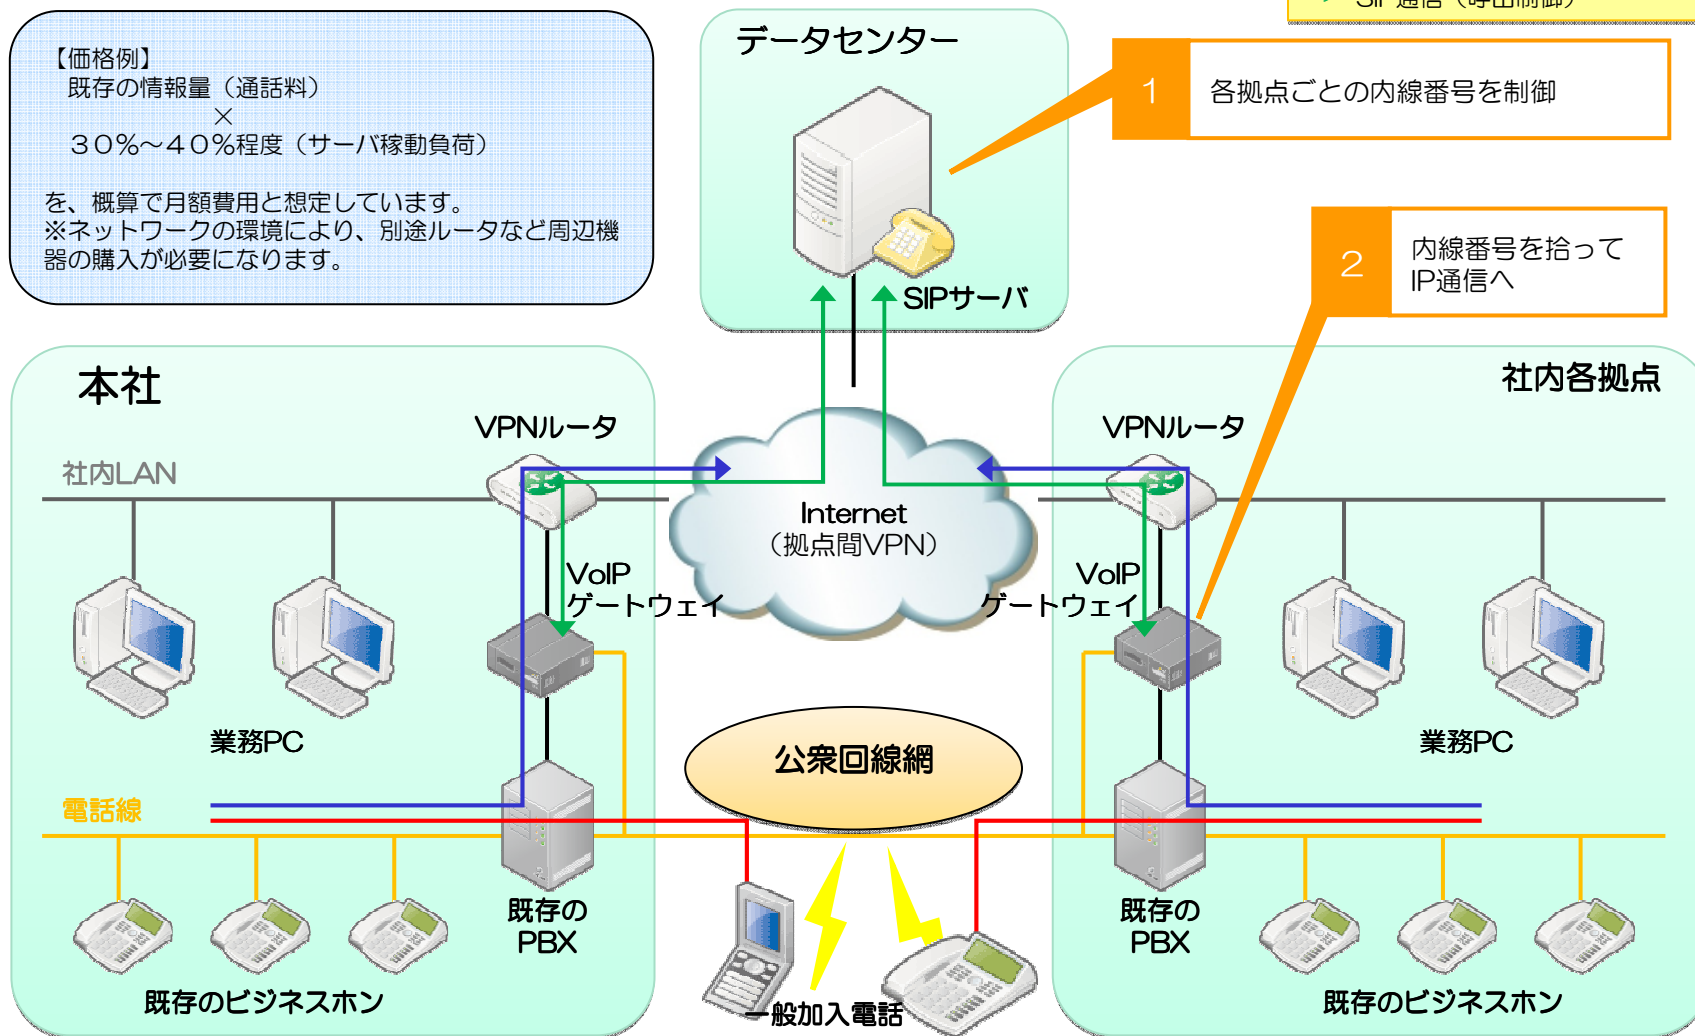 SIP通信（呼出制御）
【価格例】
既存の情報量（通話料）
×
３０％～４０％程度（サーバ稼動負荷）
を、概算で月額費用と想定しています。
※ネットワークの環境により、別途ルータなど周辺機
器の購入が必要になります。
データセンター
SIPサーバ
1
各拠点ごとの内線番号を制御
2
内線番号を拾って
IP通信へ
本社
VPNルータ
社内LAN
VoIP
ゲートウェイ
業務PC
電話線
既存の
PBX
既存のビジネスホン
Internet
（拠点間VPN）
公衆回線網
一般加入電話
社内各拠点
VPNルータ
VoIP
ゲートウェイ
業務PC
既存の
PBX
既存のビジネスホン